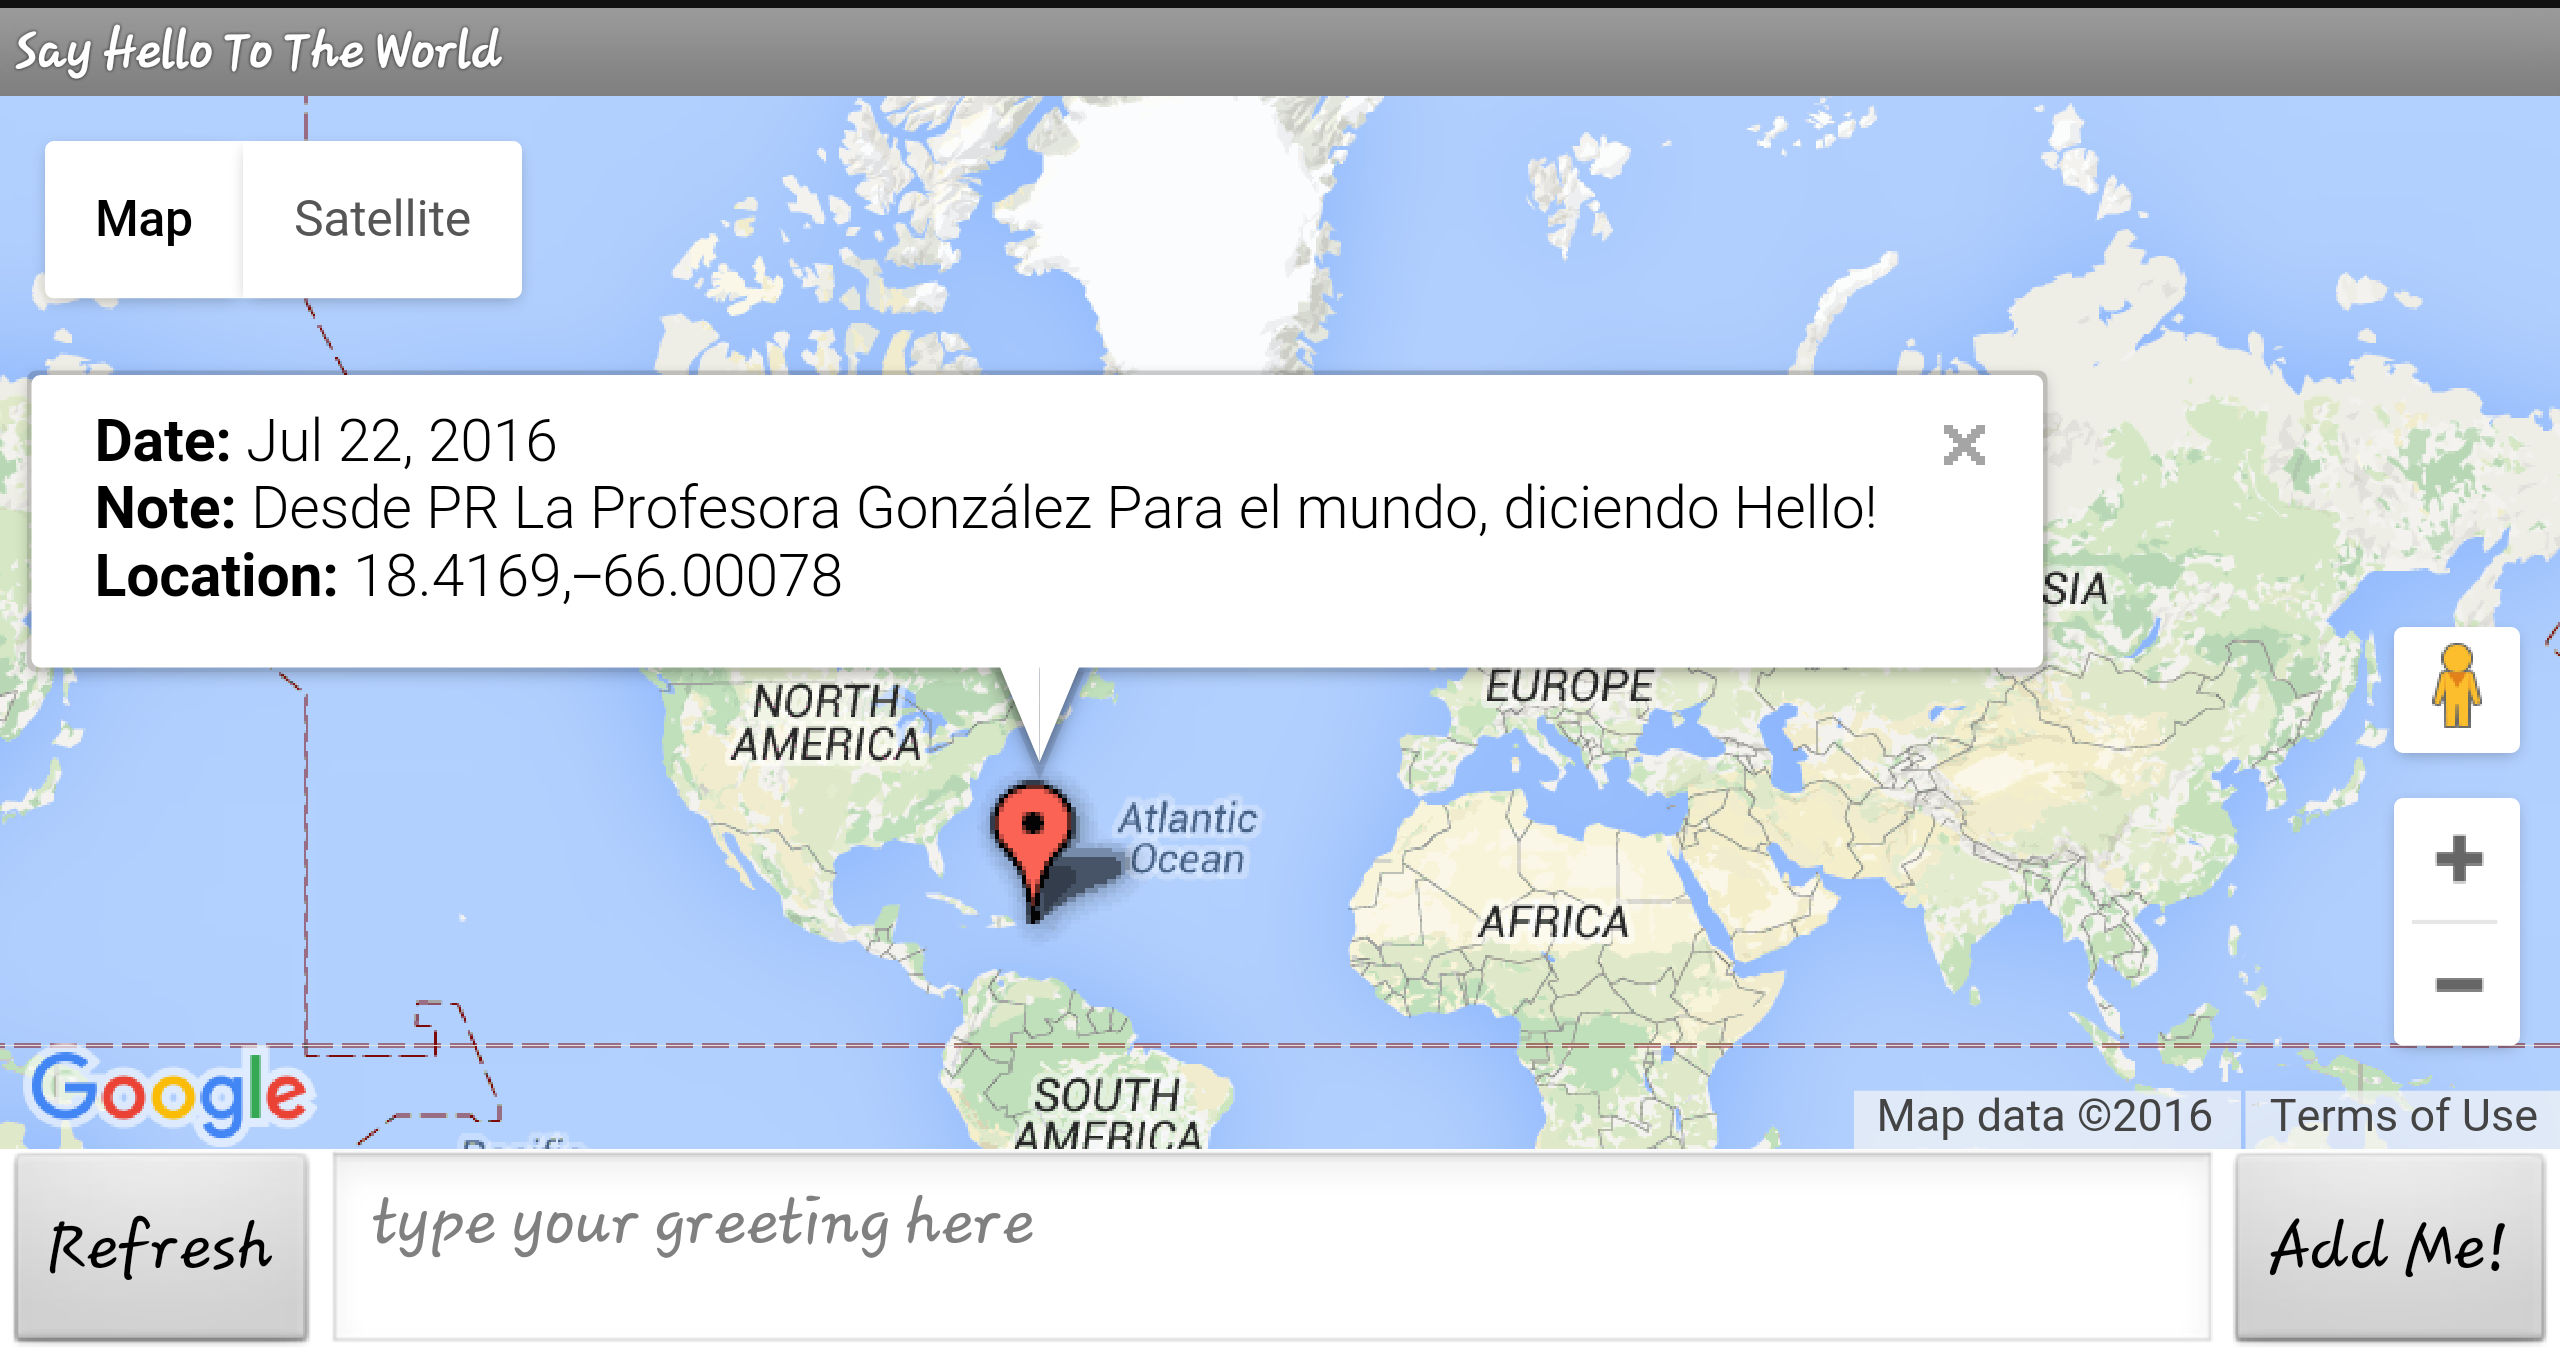 Say Hello To The World
Map
Satellite
Date: Jul 22, 2016
Note: Desde PR La Profesora González Para el mundo, diciendo Hello!
Location: 18.4169,-66.00078
SIA
NORTH
AMERICA
EUROPE
Atlantic
Ocean
AFRICA
SOUTH
AMERICA
Google
Map data ©2016
Terms of Use
Refresh
type your greeting here
Add Me!